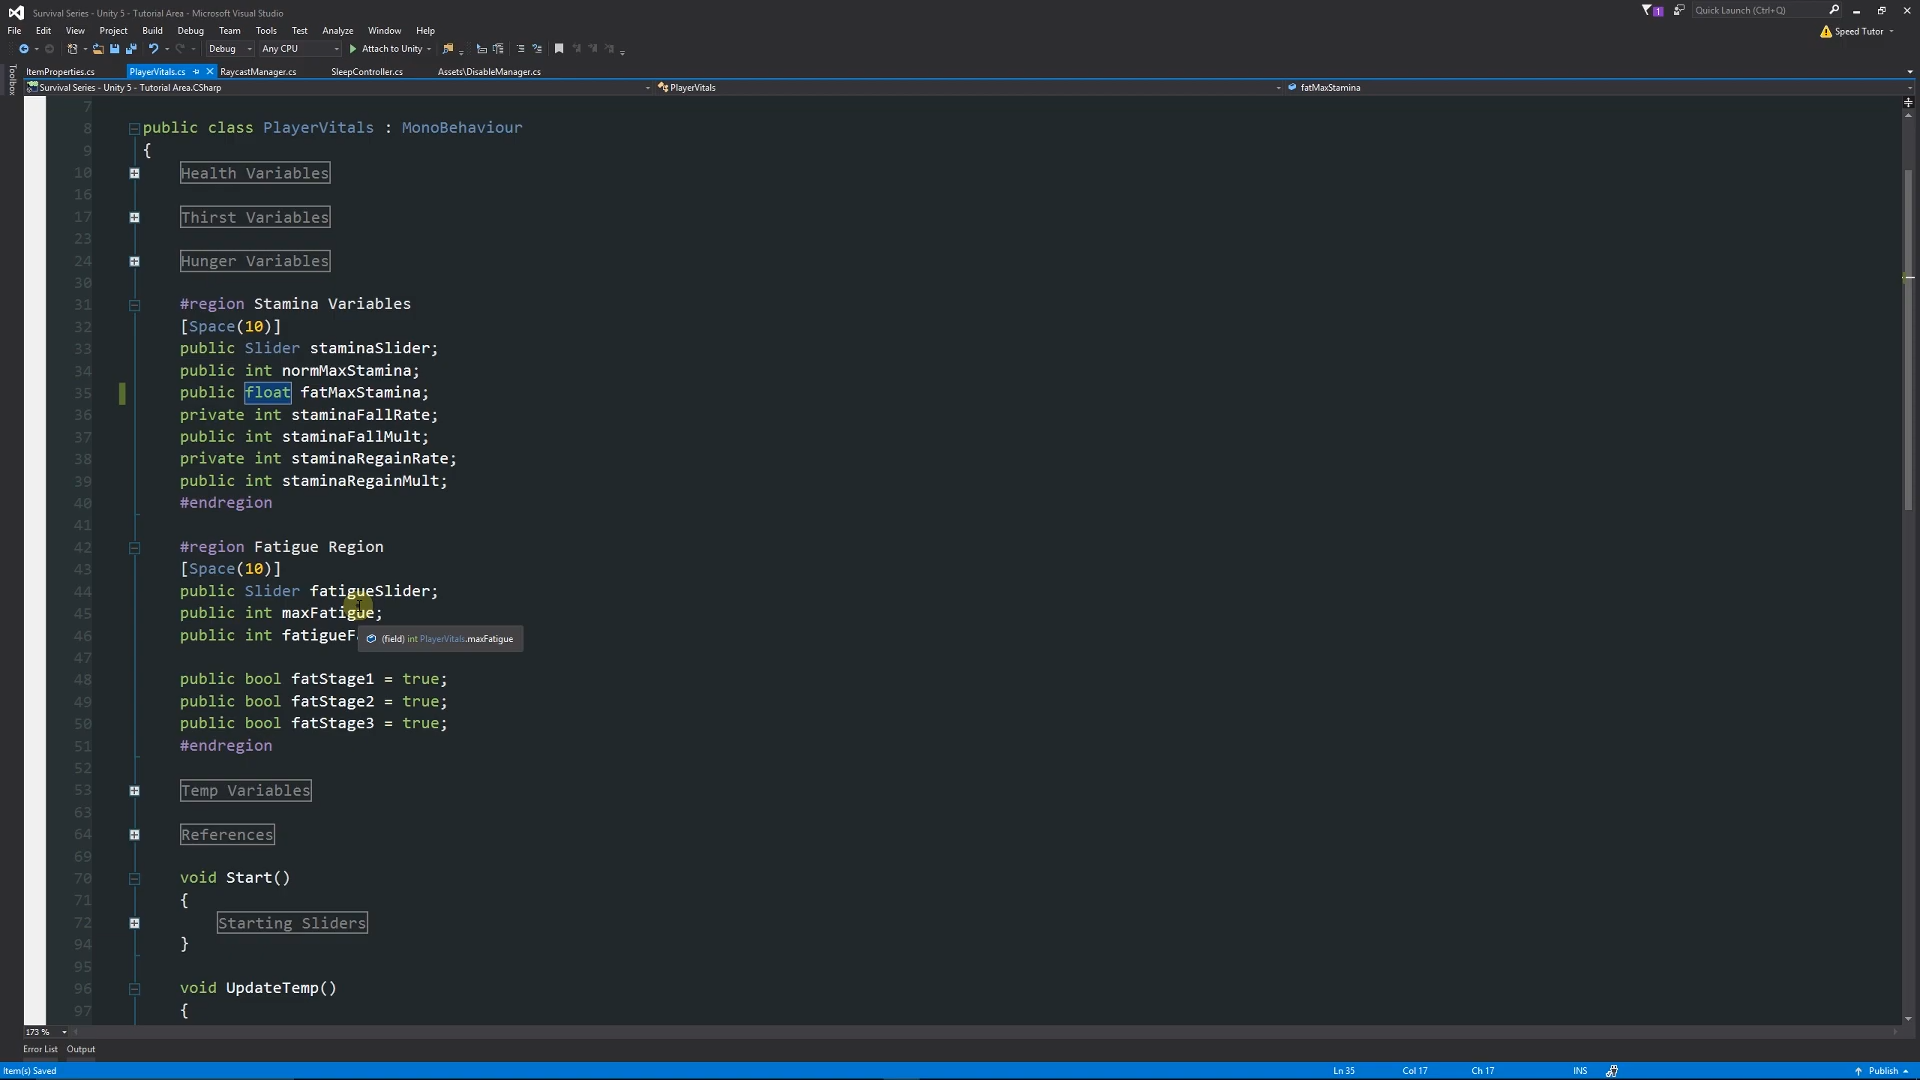 Survival Series - Unity 5 - Tutorial Area - Microsoft Visual Studio
1
Quick Launch (Ctrl+Q)
File Edit View Project Build Debug Team Tools Test Analyze Window Help
Speed Tutor
Debug Any CPU Attach to Unity
Toolbox
ItemProperties.cs PlayerVitals.cs RaycastManager.cs SleepController.cs Assets\DisableManager.cs
Survival Series - Unity 5 - Tutorial Area.CSharp PlayerVitals fatMaxStamina
7
8 public class PlayerVitals : MonoBehaviour
9 {
10 Health Variables
16
17 Thirst Variables
23
24 Hunger Variables
30
31 #region Stamina Variables
32 [Space(10)]
33 public Slider staminaSlider;
34 public int normMaxStamina;
35 public float fatMaxStamina;
36 private int staminaFallRate;
37 public int staminaFallMult;
38 private int staminaRegainRate;
39 public int staminaRegainMult;
40 #endregion
41
42 #region Fatigue Region
43 [Space(10)]
44 public Slider fatigueSlider;
45 public int maxFatigue;
46 public int fatigueF
(field) int PlayerVitals.maxFatigue
47
48 public bool fatStage1 = true;
49 public bool fatStage2 = true;
50 public bool fatStage3 = true;
51 #endregion
52
53 Temp Variables
63
64 References
69
70 void Start()
71 {
72 Starting Sliders
94 }
95
96 void UpdateTemp()
97 {
173 %
Error List Output
Item(s) Saved Ln 35 Col 17 Ch 17 INS Publish